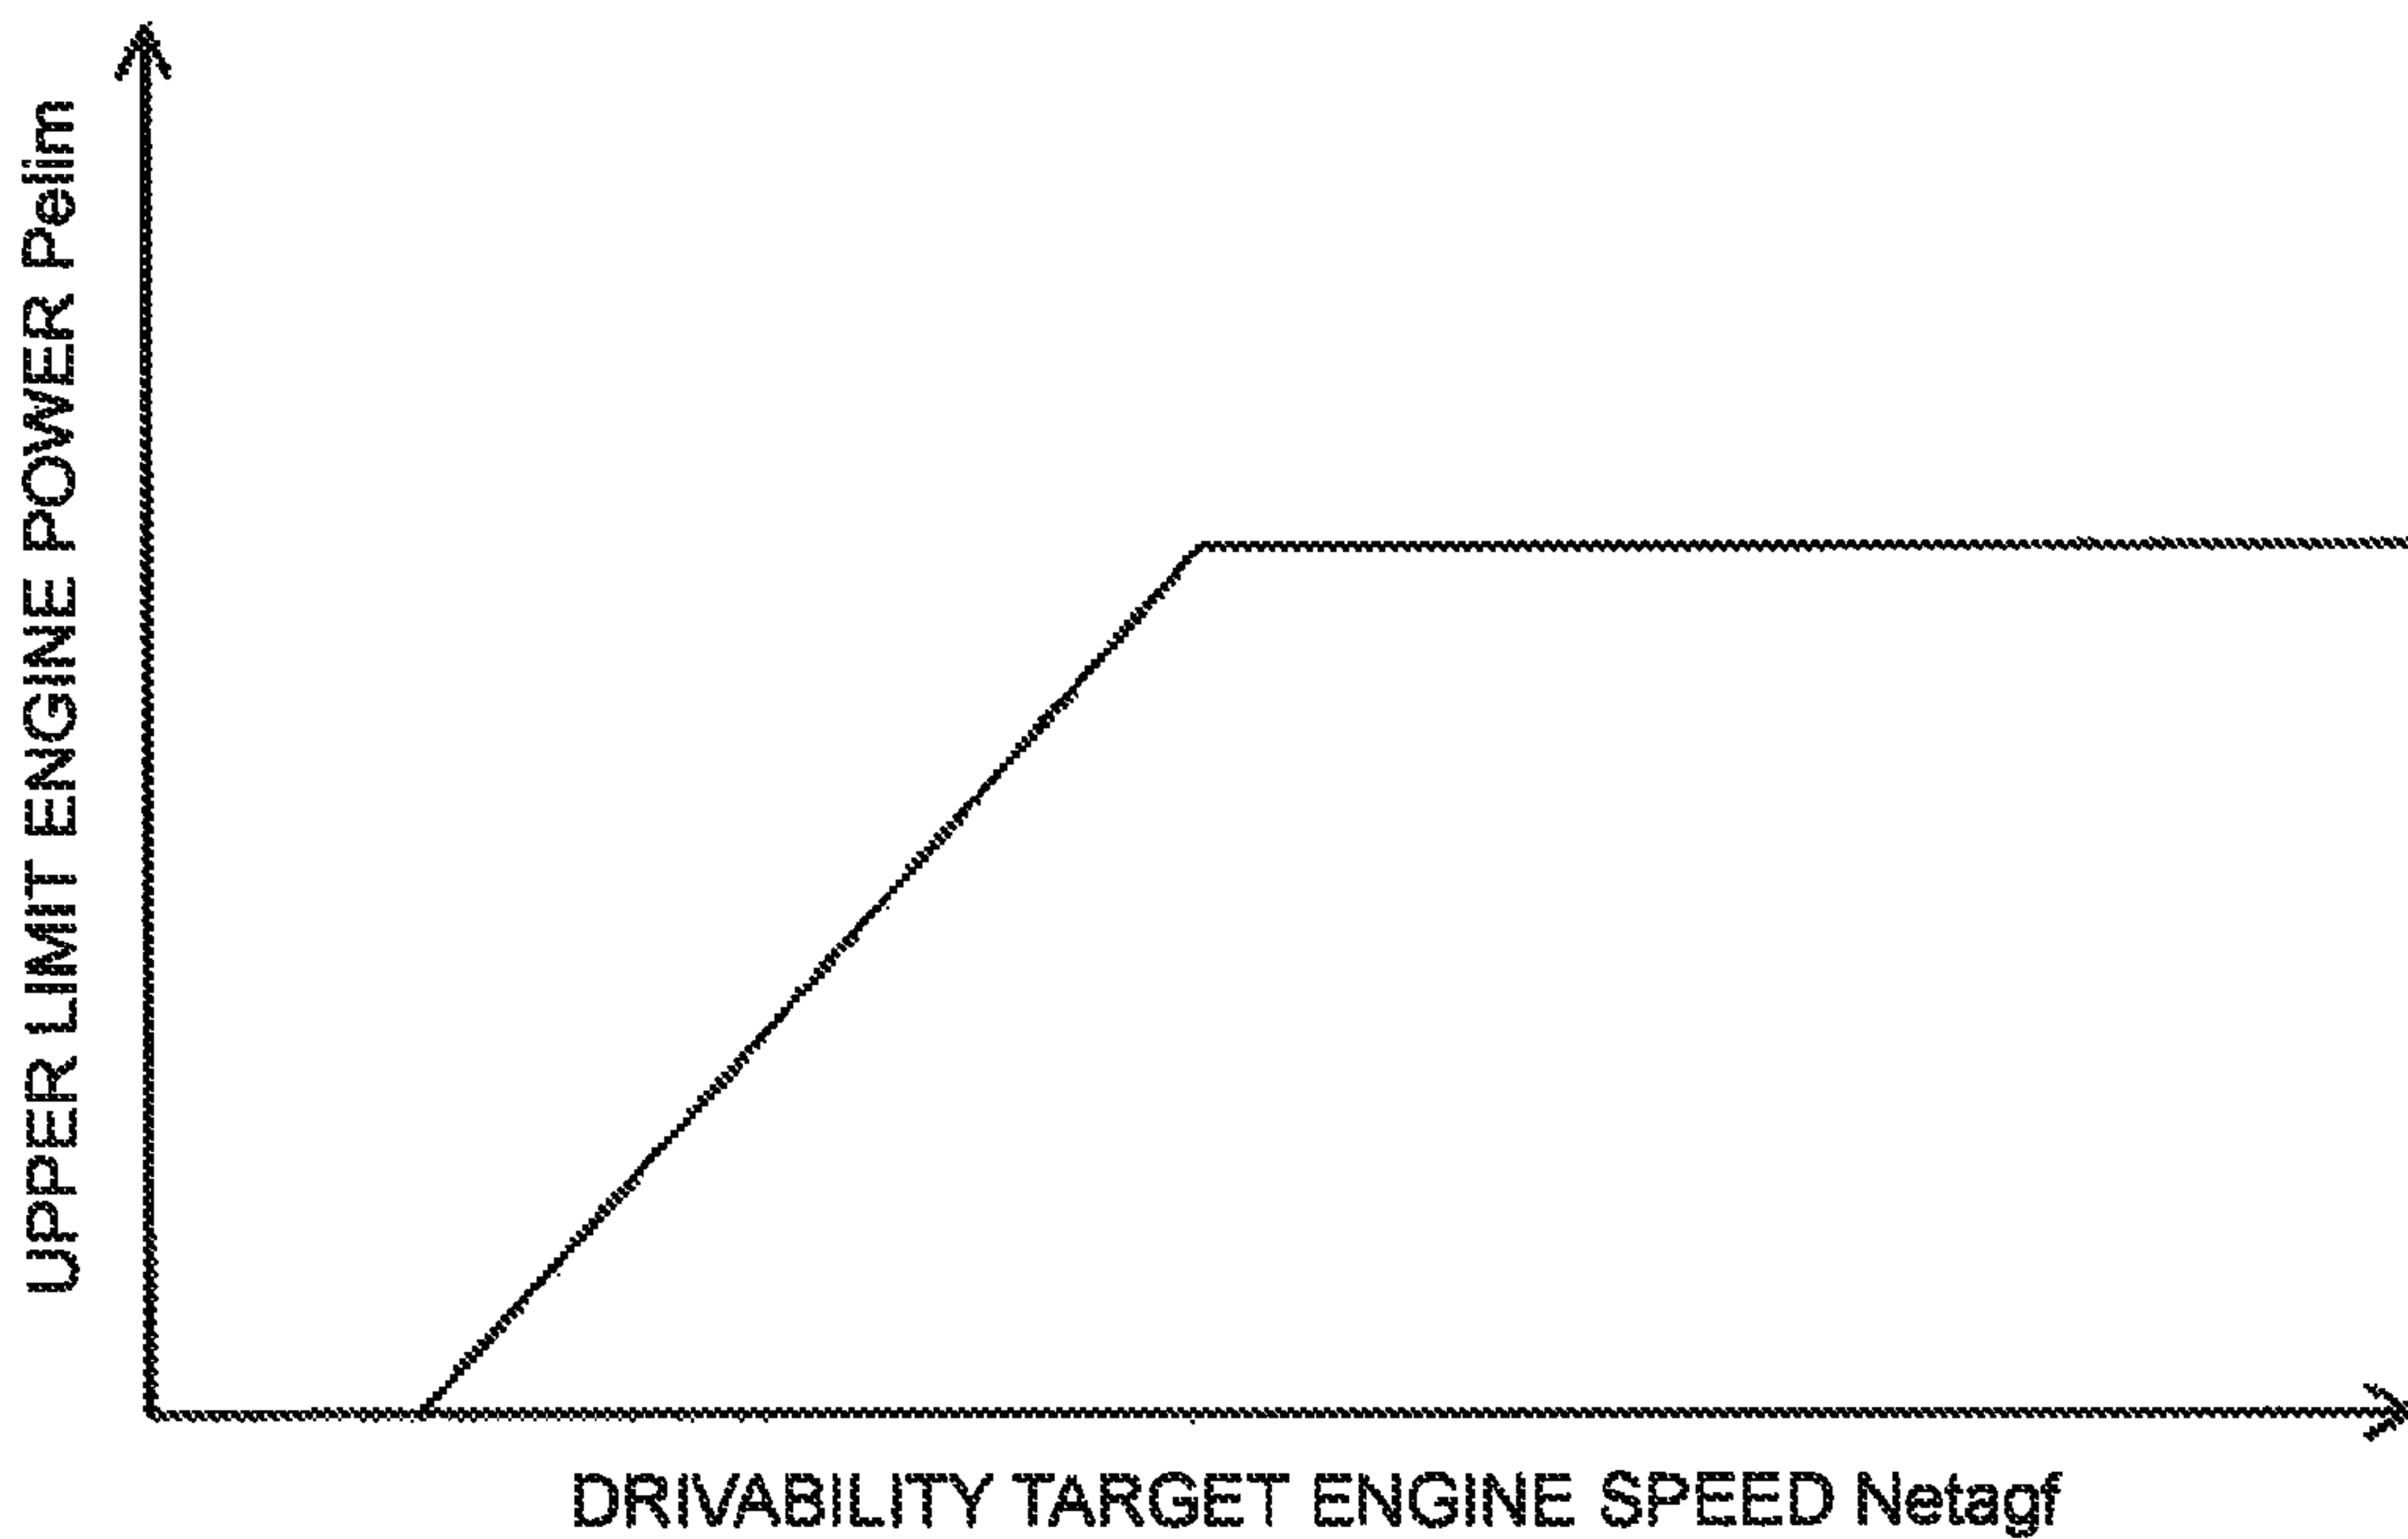 UPPER LIMIT ENGINE POWER Pelim
DRIVABILITY TARGET ENGINE SPEED Netagf